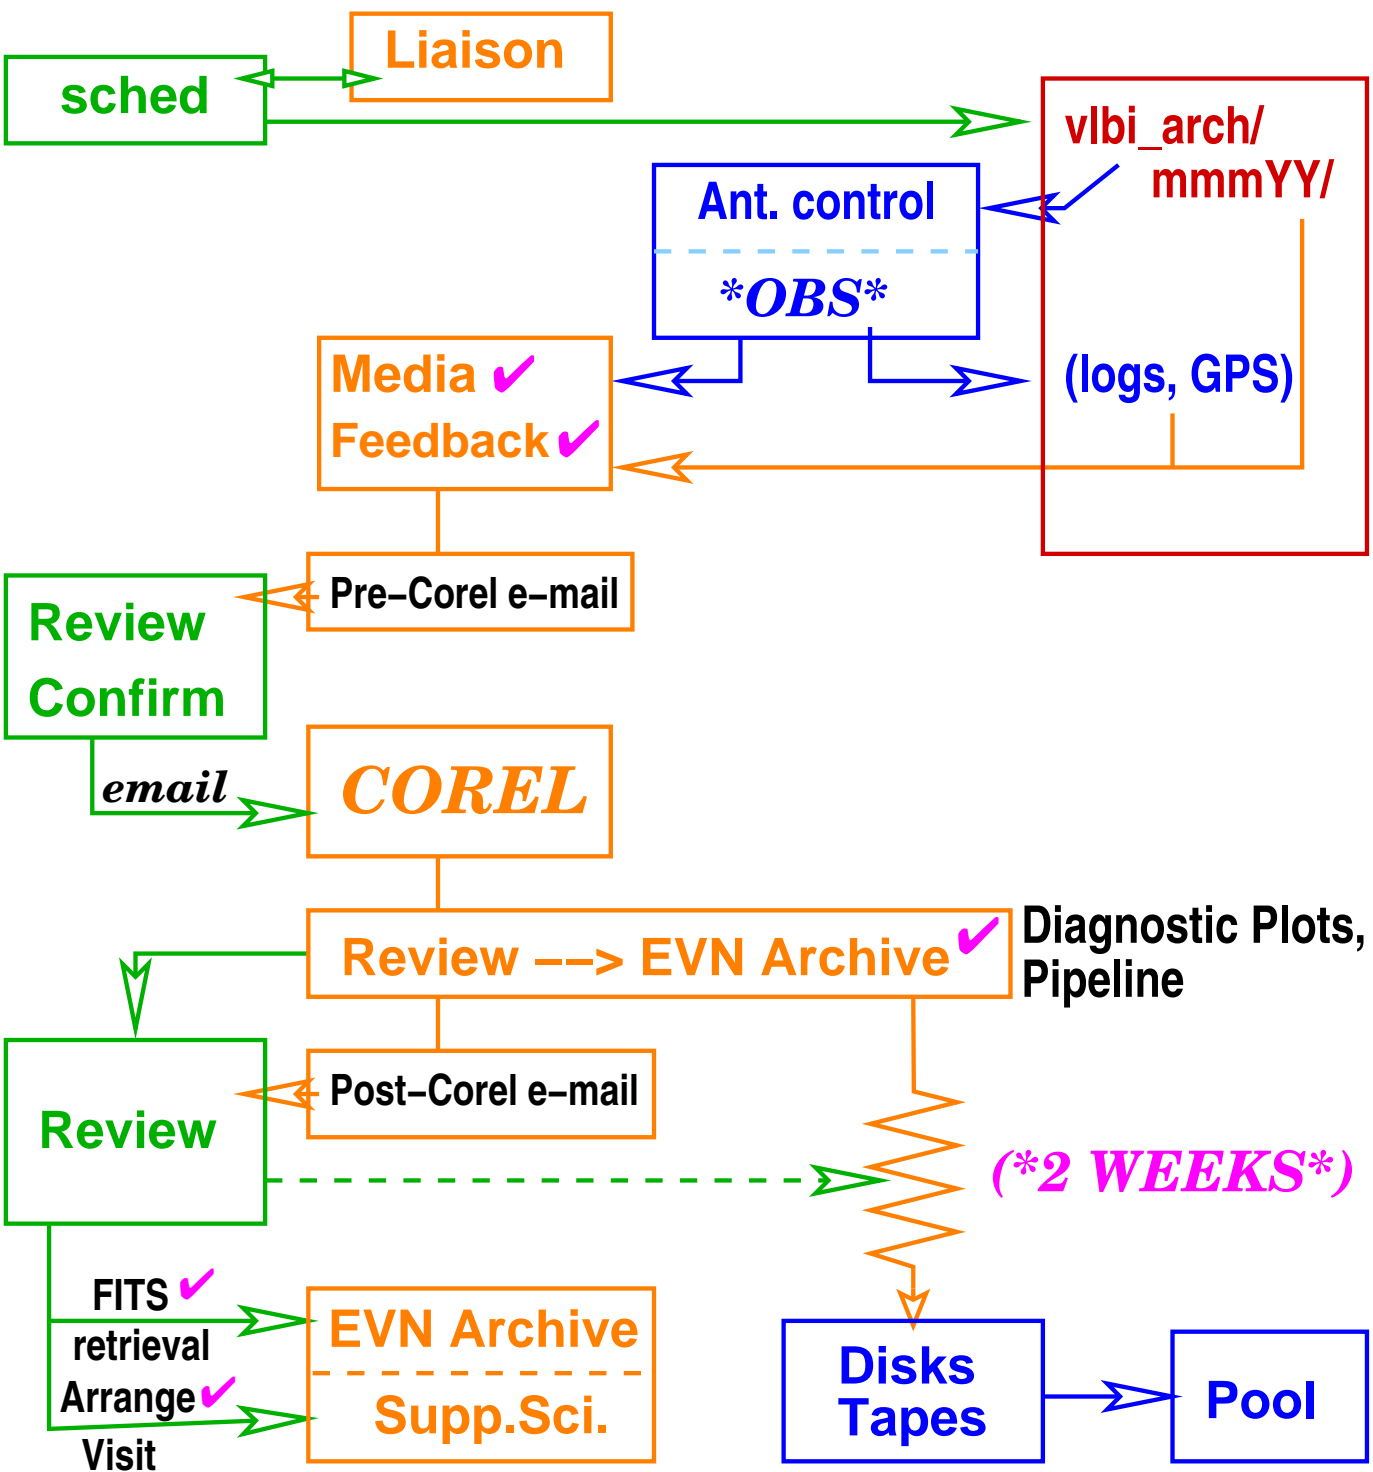 Liaison
sched
vlbi_arch/
mmmYY/
Ant. control
*OBS*
Media ✔
(logs, GPS)
Feedback ✔
Pre−Corel e−mail
Review
Confirm
email
COREL
Review −−> EVN Archive ✔
Diagnostic Plots,
Pipeline
Post−Corel e−mail
Review
(*2 WEEKS*)
FITS ✔
retrieval
EVN Archive
Arrange ✔
Visit
Supp.Sci.
Disks
Tapes
Pool